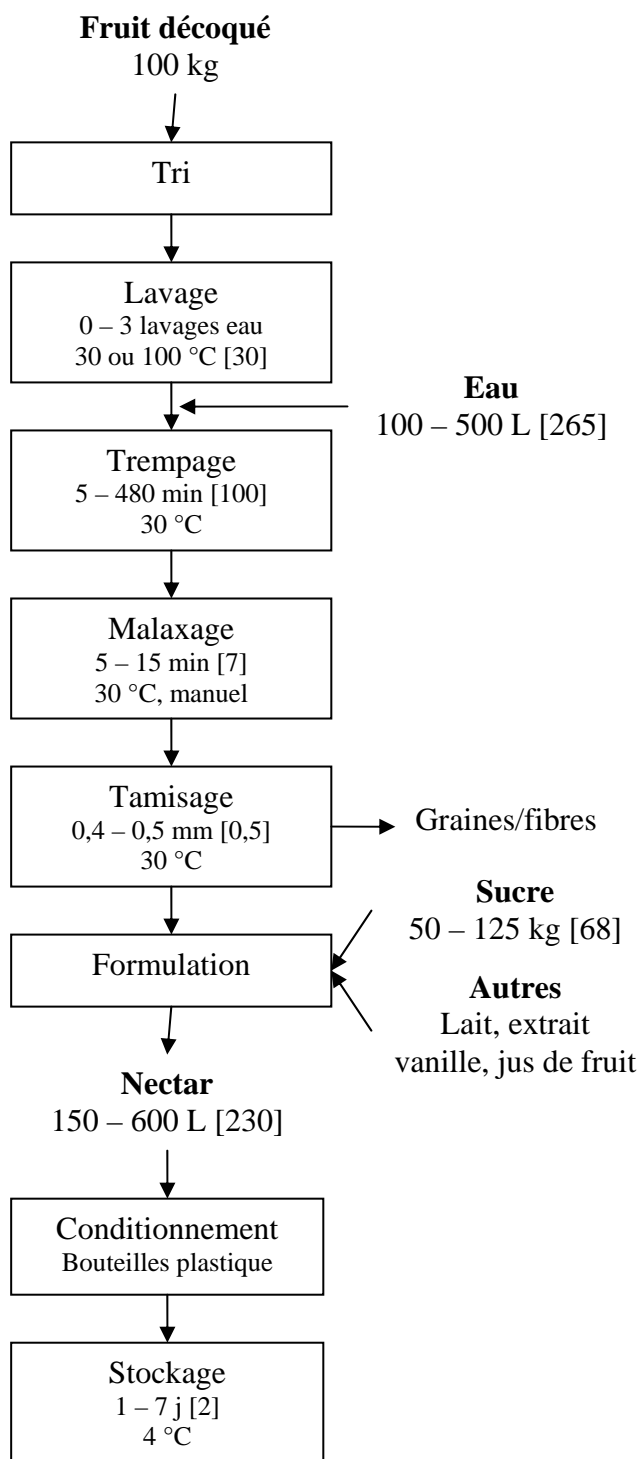 Fruit décoqué
100 kg
Tri
Lavage
0 – 3 lavages eau
30 ou 100 °C [30]
Eau
100 – 500 L [265]
Trempage
5 – 480 min [100]
30 °C
Malaxage
5 – 15 min [7]
30 °C, manuel
Tamisage
0,4 – 0,5 mm [0,5]
30 °C
Graines/fibres
Sucre
50 – 125 kg [68]
Formulation
Autres
Lait, extrait
vanille, jus de fruit
Nectar
150 – 600 L [230]
Conditionnement
Bouteilles plastique
Stockage
1 – 7 j [2]
4 °C